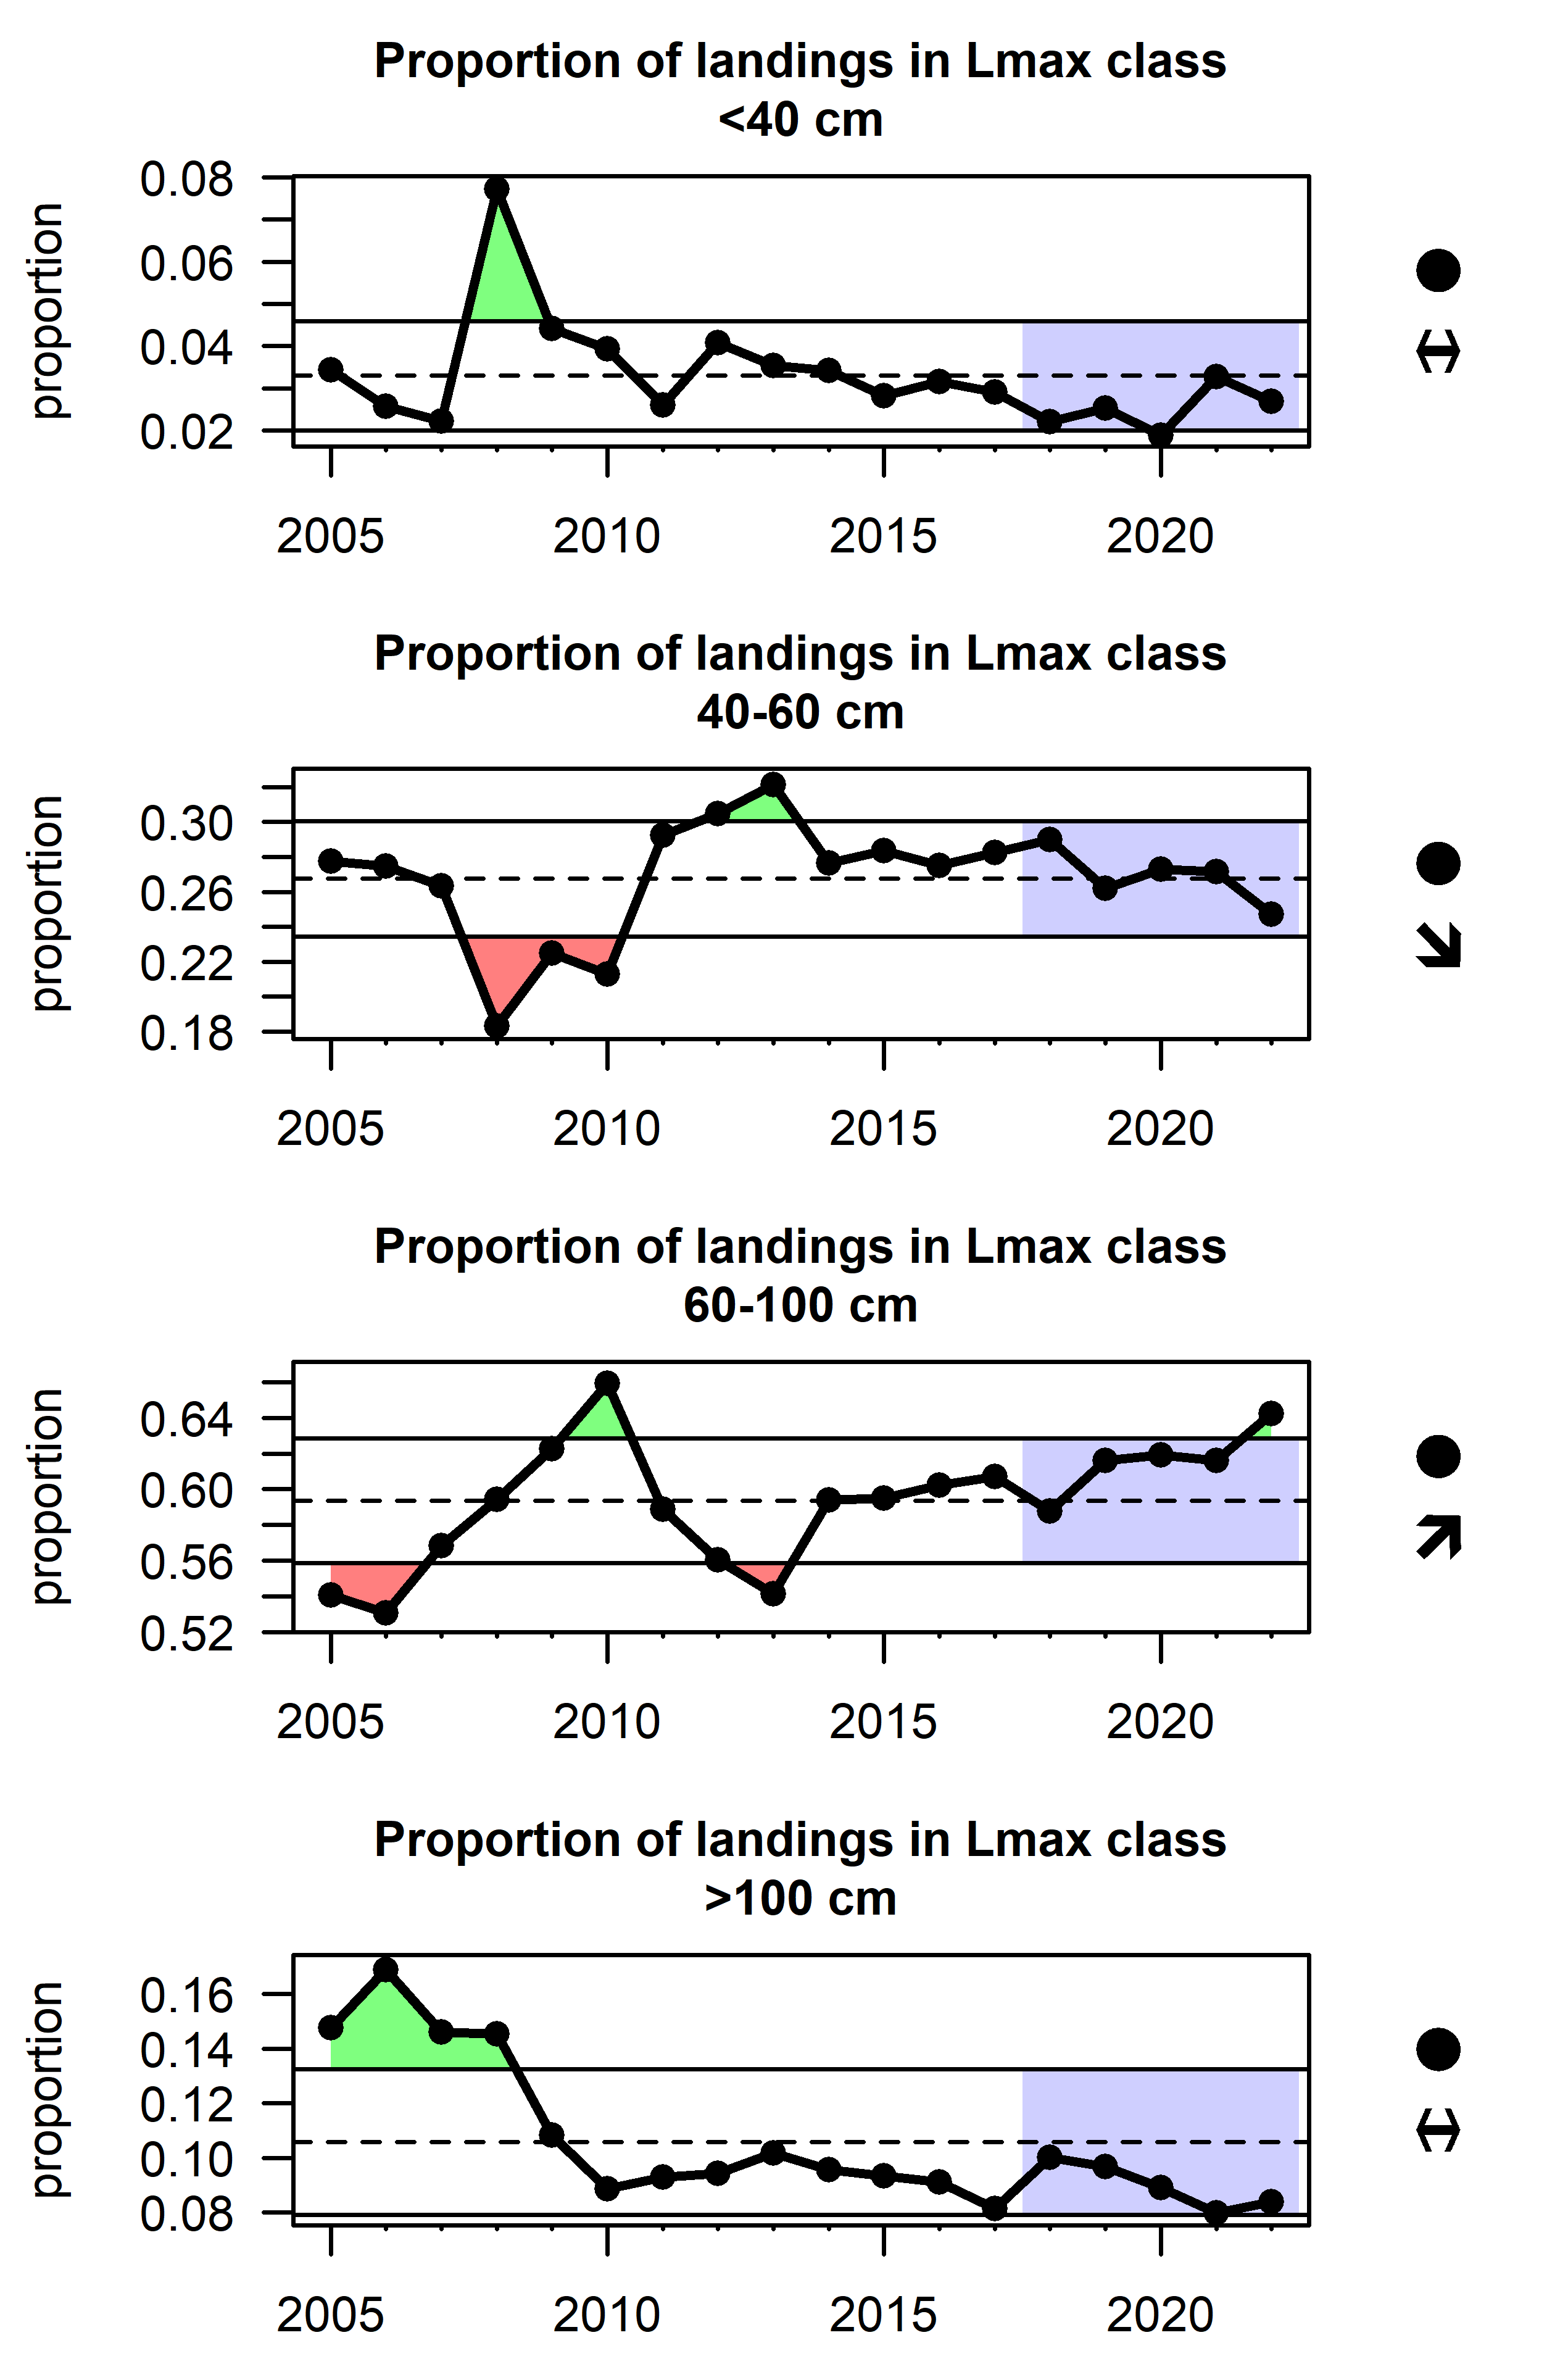 Proportion of landings in Lmax class
<40 cm
proportion
0.08
0.06
0.04
0.02
2005 2010 2015 2020
Proportion of landings in Lmax class
40-60 cm
proportion
0.30
0.26
0.22
0.18
2005 2010 2015 2020
Proportion of landings in Lmax class
60-100 cm
proportion
0.64
0.60
0.56
0.52
2005 2010 2015 2020
Proportion of landings in Lmax class
>100 cm
proportion
0.16
0.14
0.12
0.10
0.08
2005 2010 2015 2020